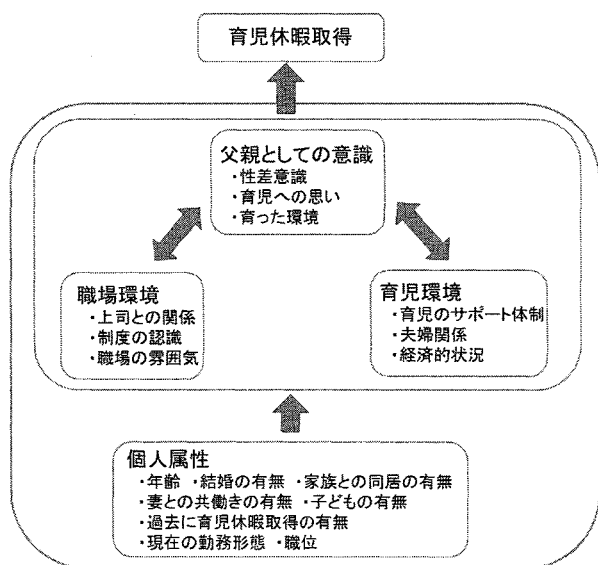 育児休暇取得
父親としての意識
・性差意識
・育児への思い
・育った環境
職場環境
・上司との関係
・制度の認識
・職場の雰囲気
育児環境
・育児のサポート体制
・夫婦関係
・経済的状況
個人属性
・年齢 ・結婚の有無 ・家族との同居の有無
・妻との共働きの有無 ・子どもの有無
・過去に育児休暇取得の有無
・現在の勤務形態 ・職位